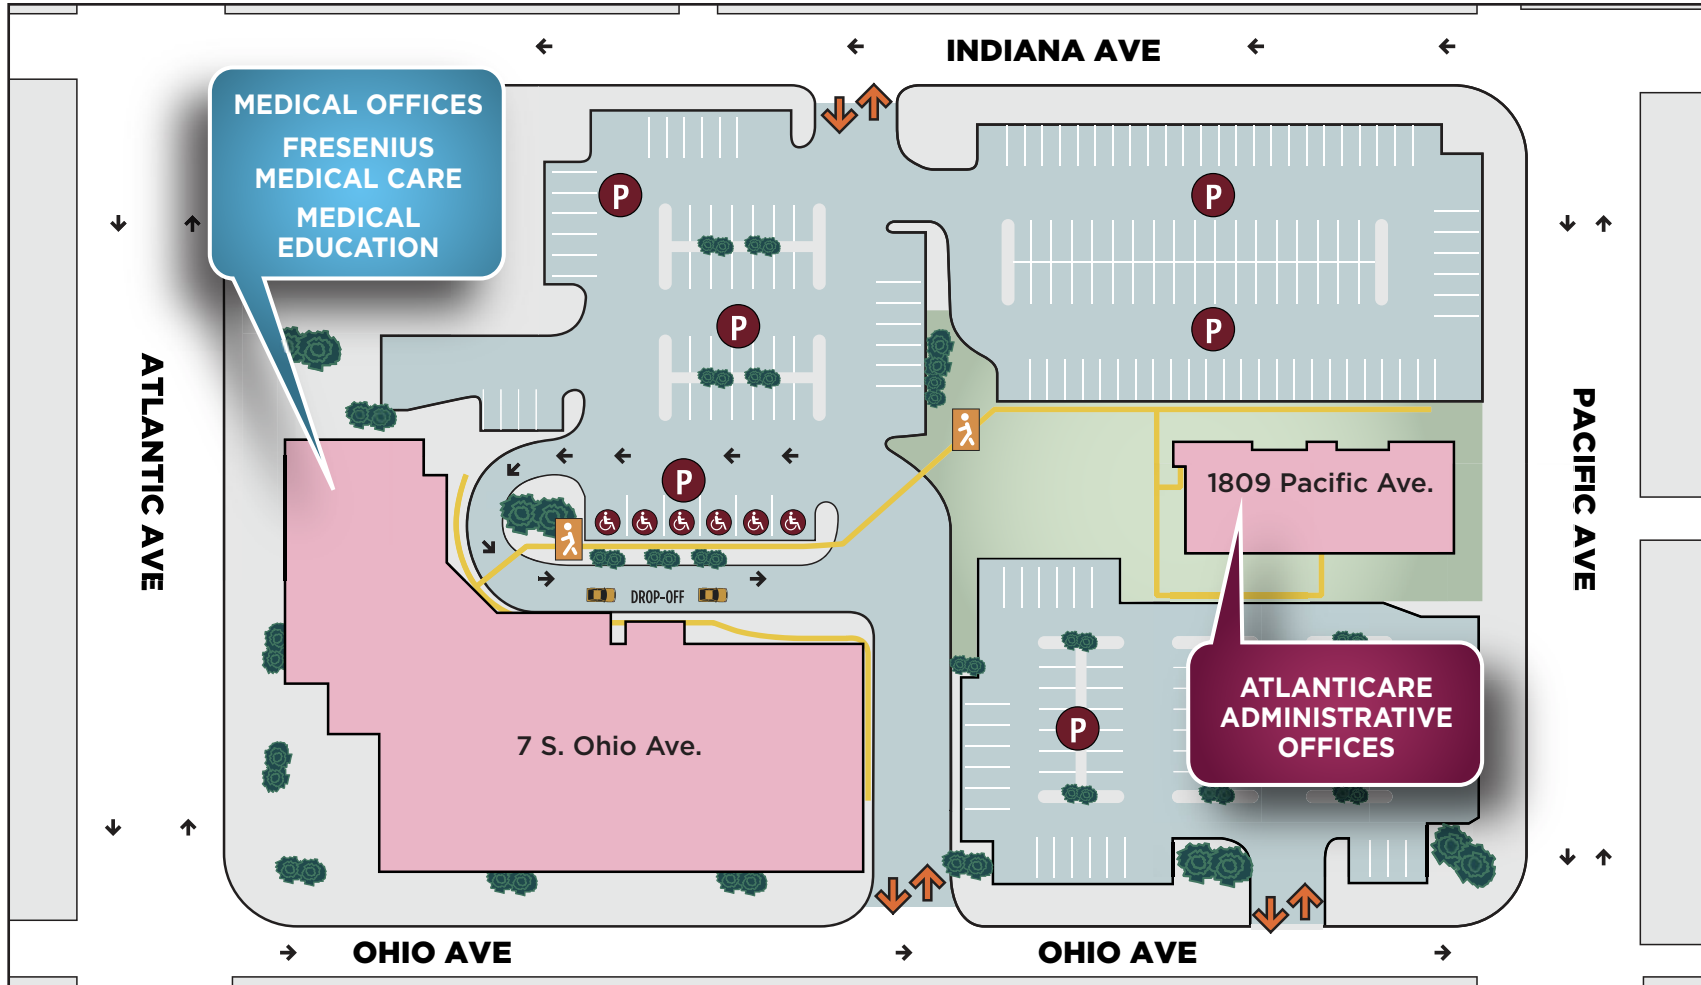 INDIANA AVE
MEDICAL OFFICES
FRESENIUS
MEDICAL CARE
MEDICAL
EDUCATION
P
P
P
P
ATLANTIC AVE
PACIFIC AVE
P
1809 Pacific Ave.
DROP-OFF
7 S. Ohio Ave.
P
ATLANTICARE
ADMINISTRATIVE
OFFICES
OHIO AVE
OHIO AVE